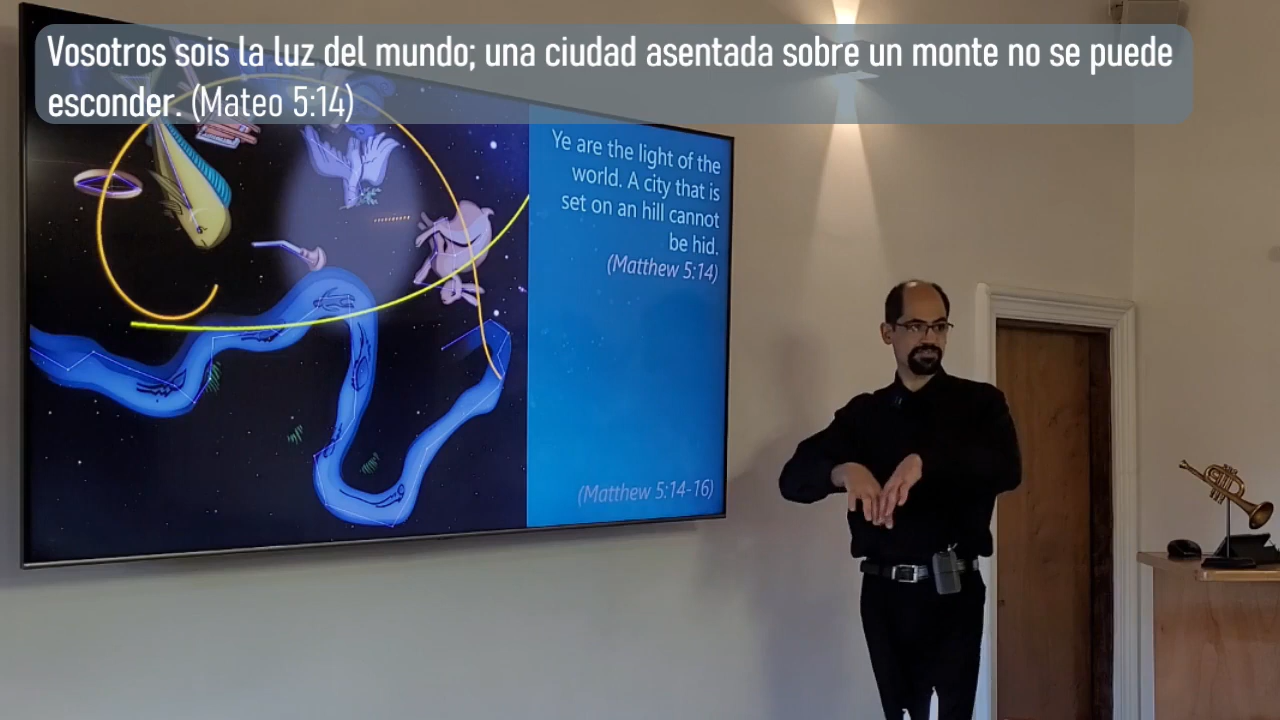 Vosotros sois la luz del mundo; una ciudad asentada sobre un monte no se puede
esconder. (Mateo 5:14)
Ye are the light of the
world. A city that is
set on an hill cannot
be hid.
(Matthew 5:14)
(Matthew 5:14-16)